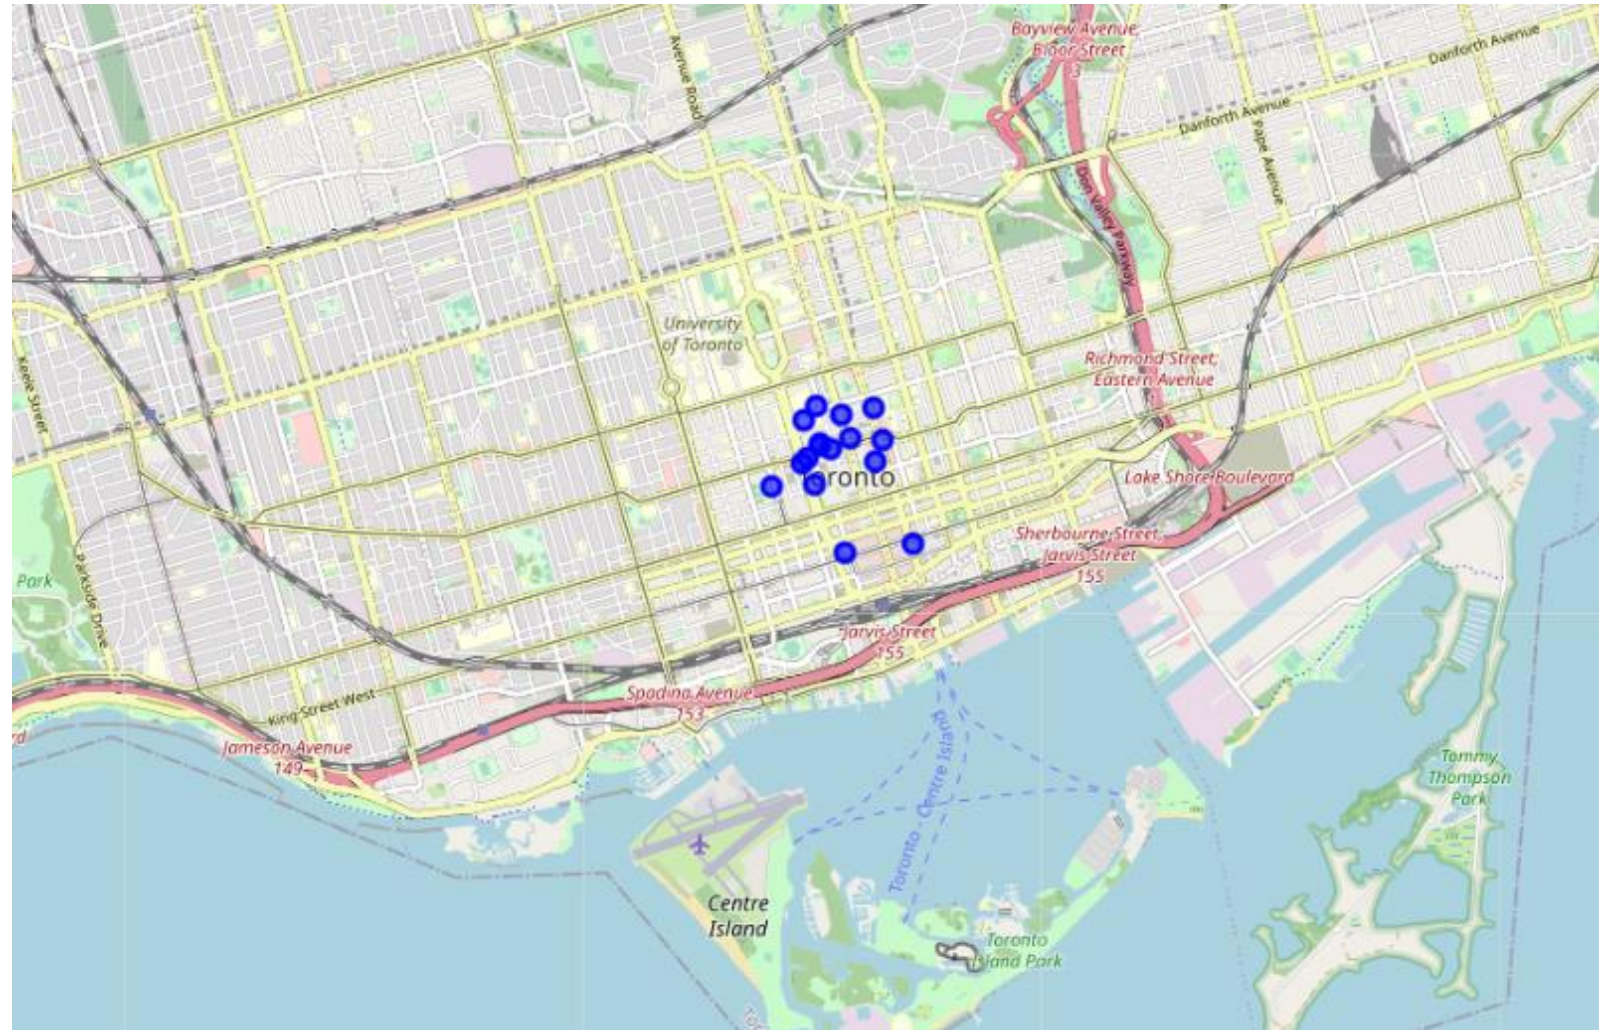 Bayview Avenue,
Bloor Street
3
Danforth Avenue
Avenue Road
Danforth Avenue
Pape Avenue
Don Valley Parkway
University
of Toronto
Richmond Street,
Eastern Avenue
Keele Street
Lake Shore Boulevard
Sherbourne Street,
Jarvis Street
155
Park
Parkside Drive
Jarvis Street
155
Spadina Avenue
153
King Street West
Jameson Avenue
149
Toronto - Centre Island
Tommy
Thompson
Park
Centre
Island
Toronto
Island Park